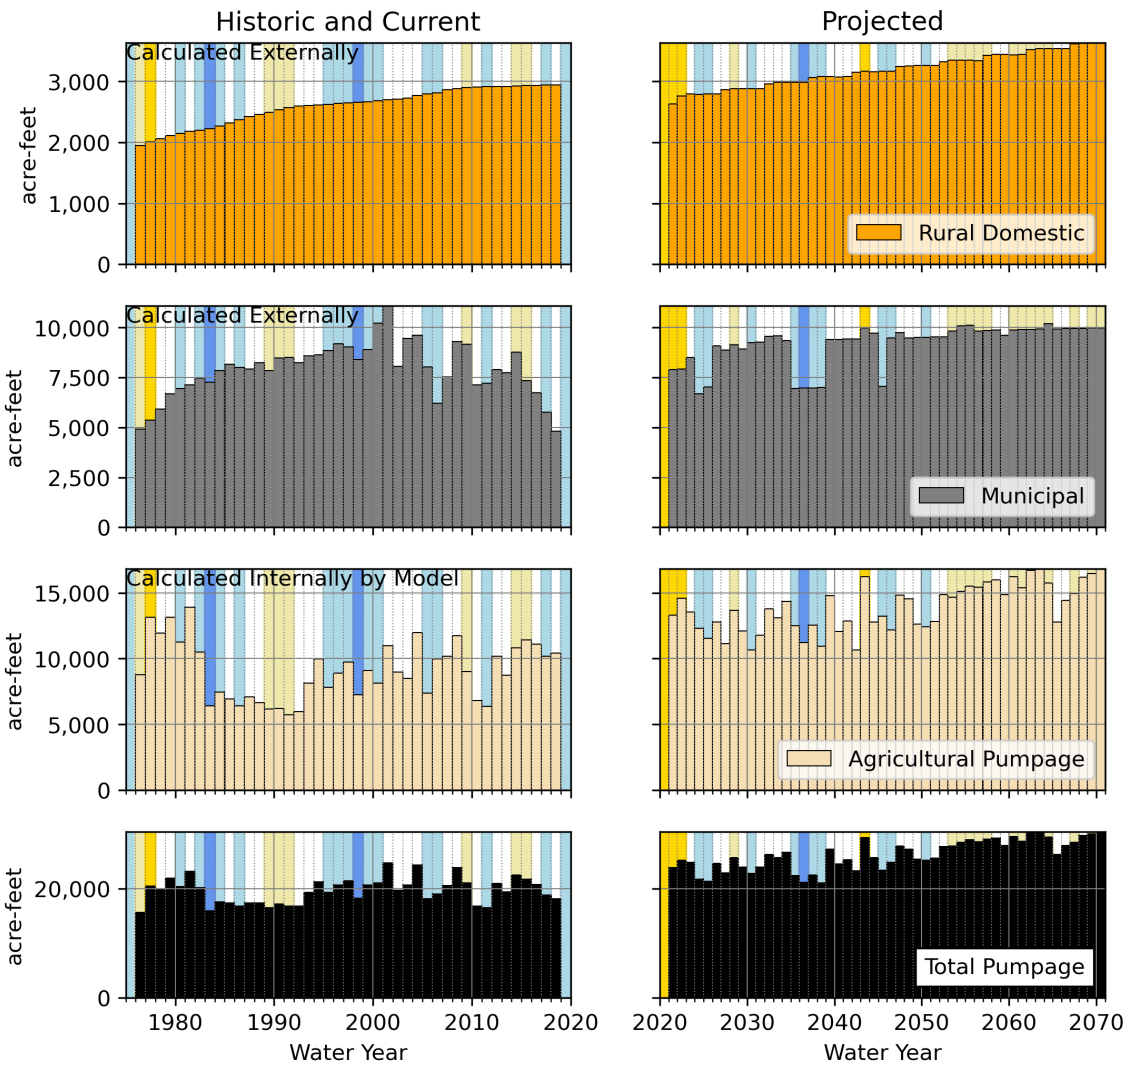 Historic and Current
Projected
Calculated Externally
3,000
2,000
1,000
0
acre-feet
Rural Domestic
Calculated Externally
10,000
7,500
5,000
2,500
0
acre-feet
Municipal
Calculated Internally by Model
15,000
10,000
5,000
0
acre-feet
Agricultural Pumpage
20,000
0
acre-feet
Total Pumpage
1980 1990 2000 2010 2020
2020 2030 2040 2050 2060 2070
Water Year
Water Year